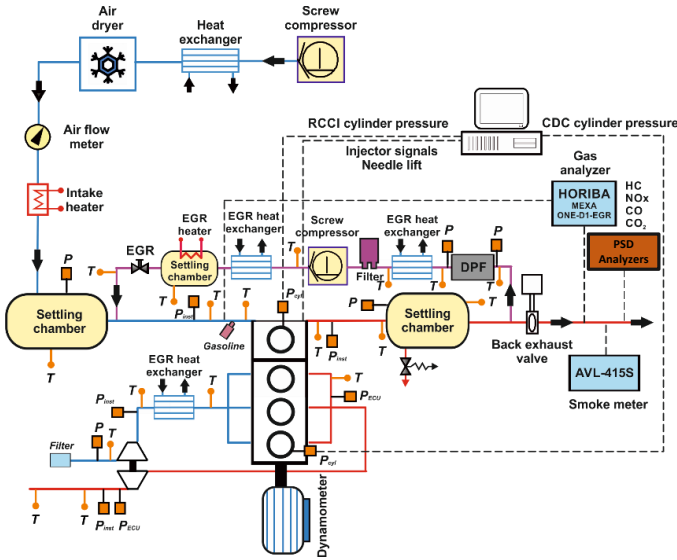 Air
dryer
Heat
exchanger
Screw
compressor
RCCI cylinder pressure
CDC cylinder pressure
Injector signals
Needle lift
Air flow
meter
Gas
analyzer
HORIBA
MEXA
ONE-D1-EGR
HC
NOx
CO
CO2
Intake
heater
EGR
heater
EGR heat
exchanger
Screw
compressor
EGR heat
exchanger
PSD
Analyzers
P
T
EGR
Settling
chamber
T
Filter
T
P
DPF
P
T
T
T
Pinst
T
T
Pcyl
P
T
Settling
chamber
Gasoline
T
Pinst
Settling
chamber
Back exhaust
valve
T
EGR heat
exchanger
AVL-415S
Smoke meter
T
Pinst
T
T
PECU
Filter
P
T
Pcyl
T
T
Pinst
PECU
Dynamometer